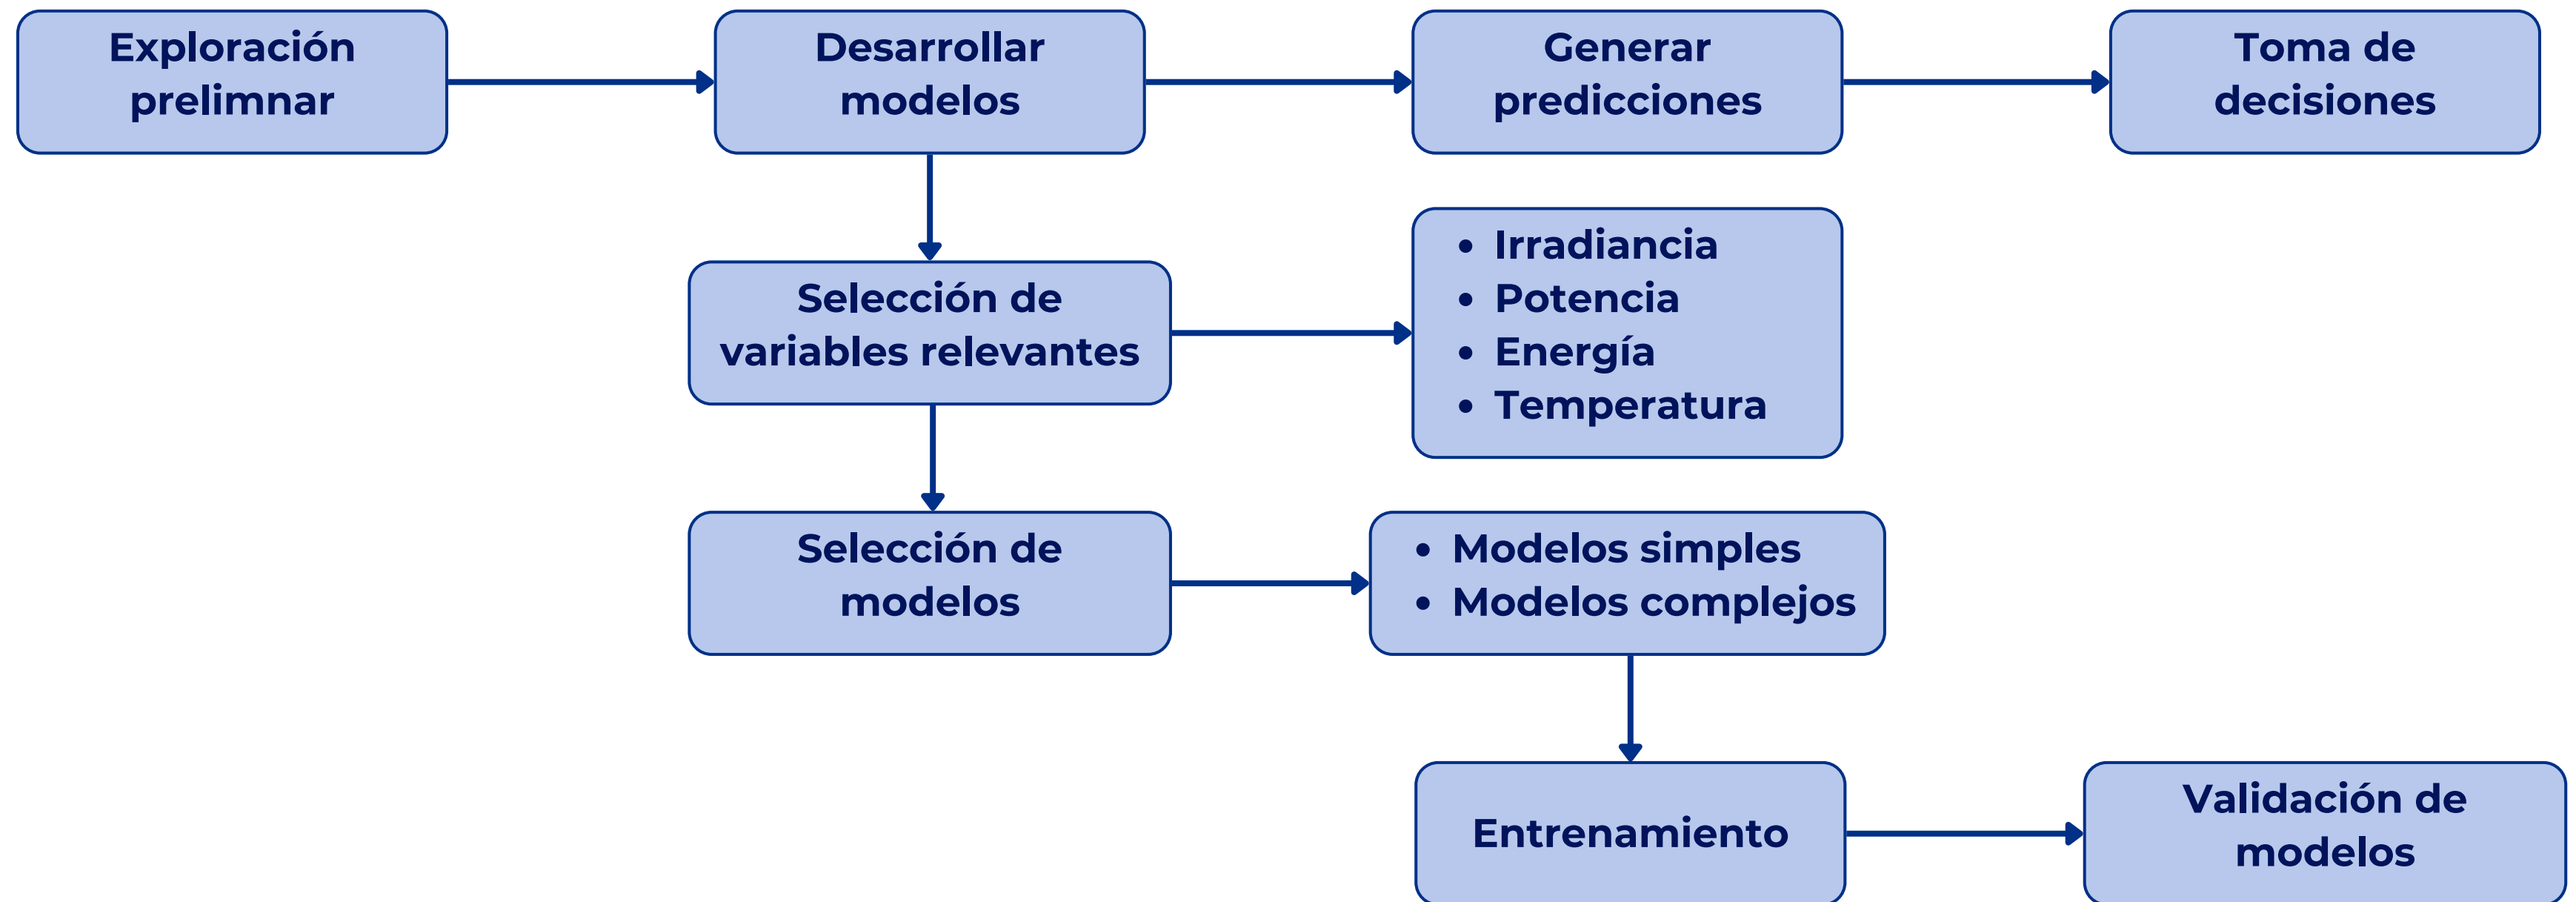 Exploración
prelimnar
Desarrollar
modelos
Generar
predicciones
Toma de
decisiones
Selección de
variables relevantes
• Irradiancia
• Potencia
• Energía
• Temperatura
Selección de
modelos
• Modelos simples
• Modelos complejos
Entrenamiento
Validación de
modelos